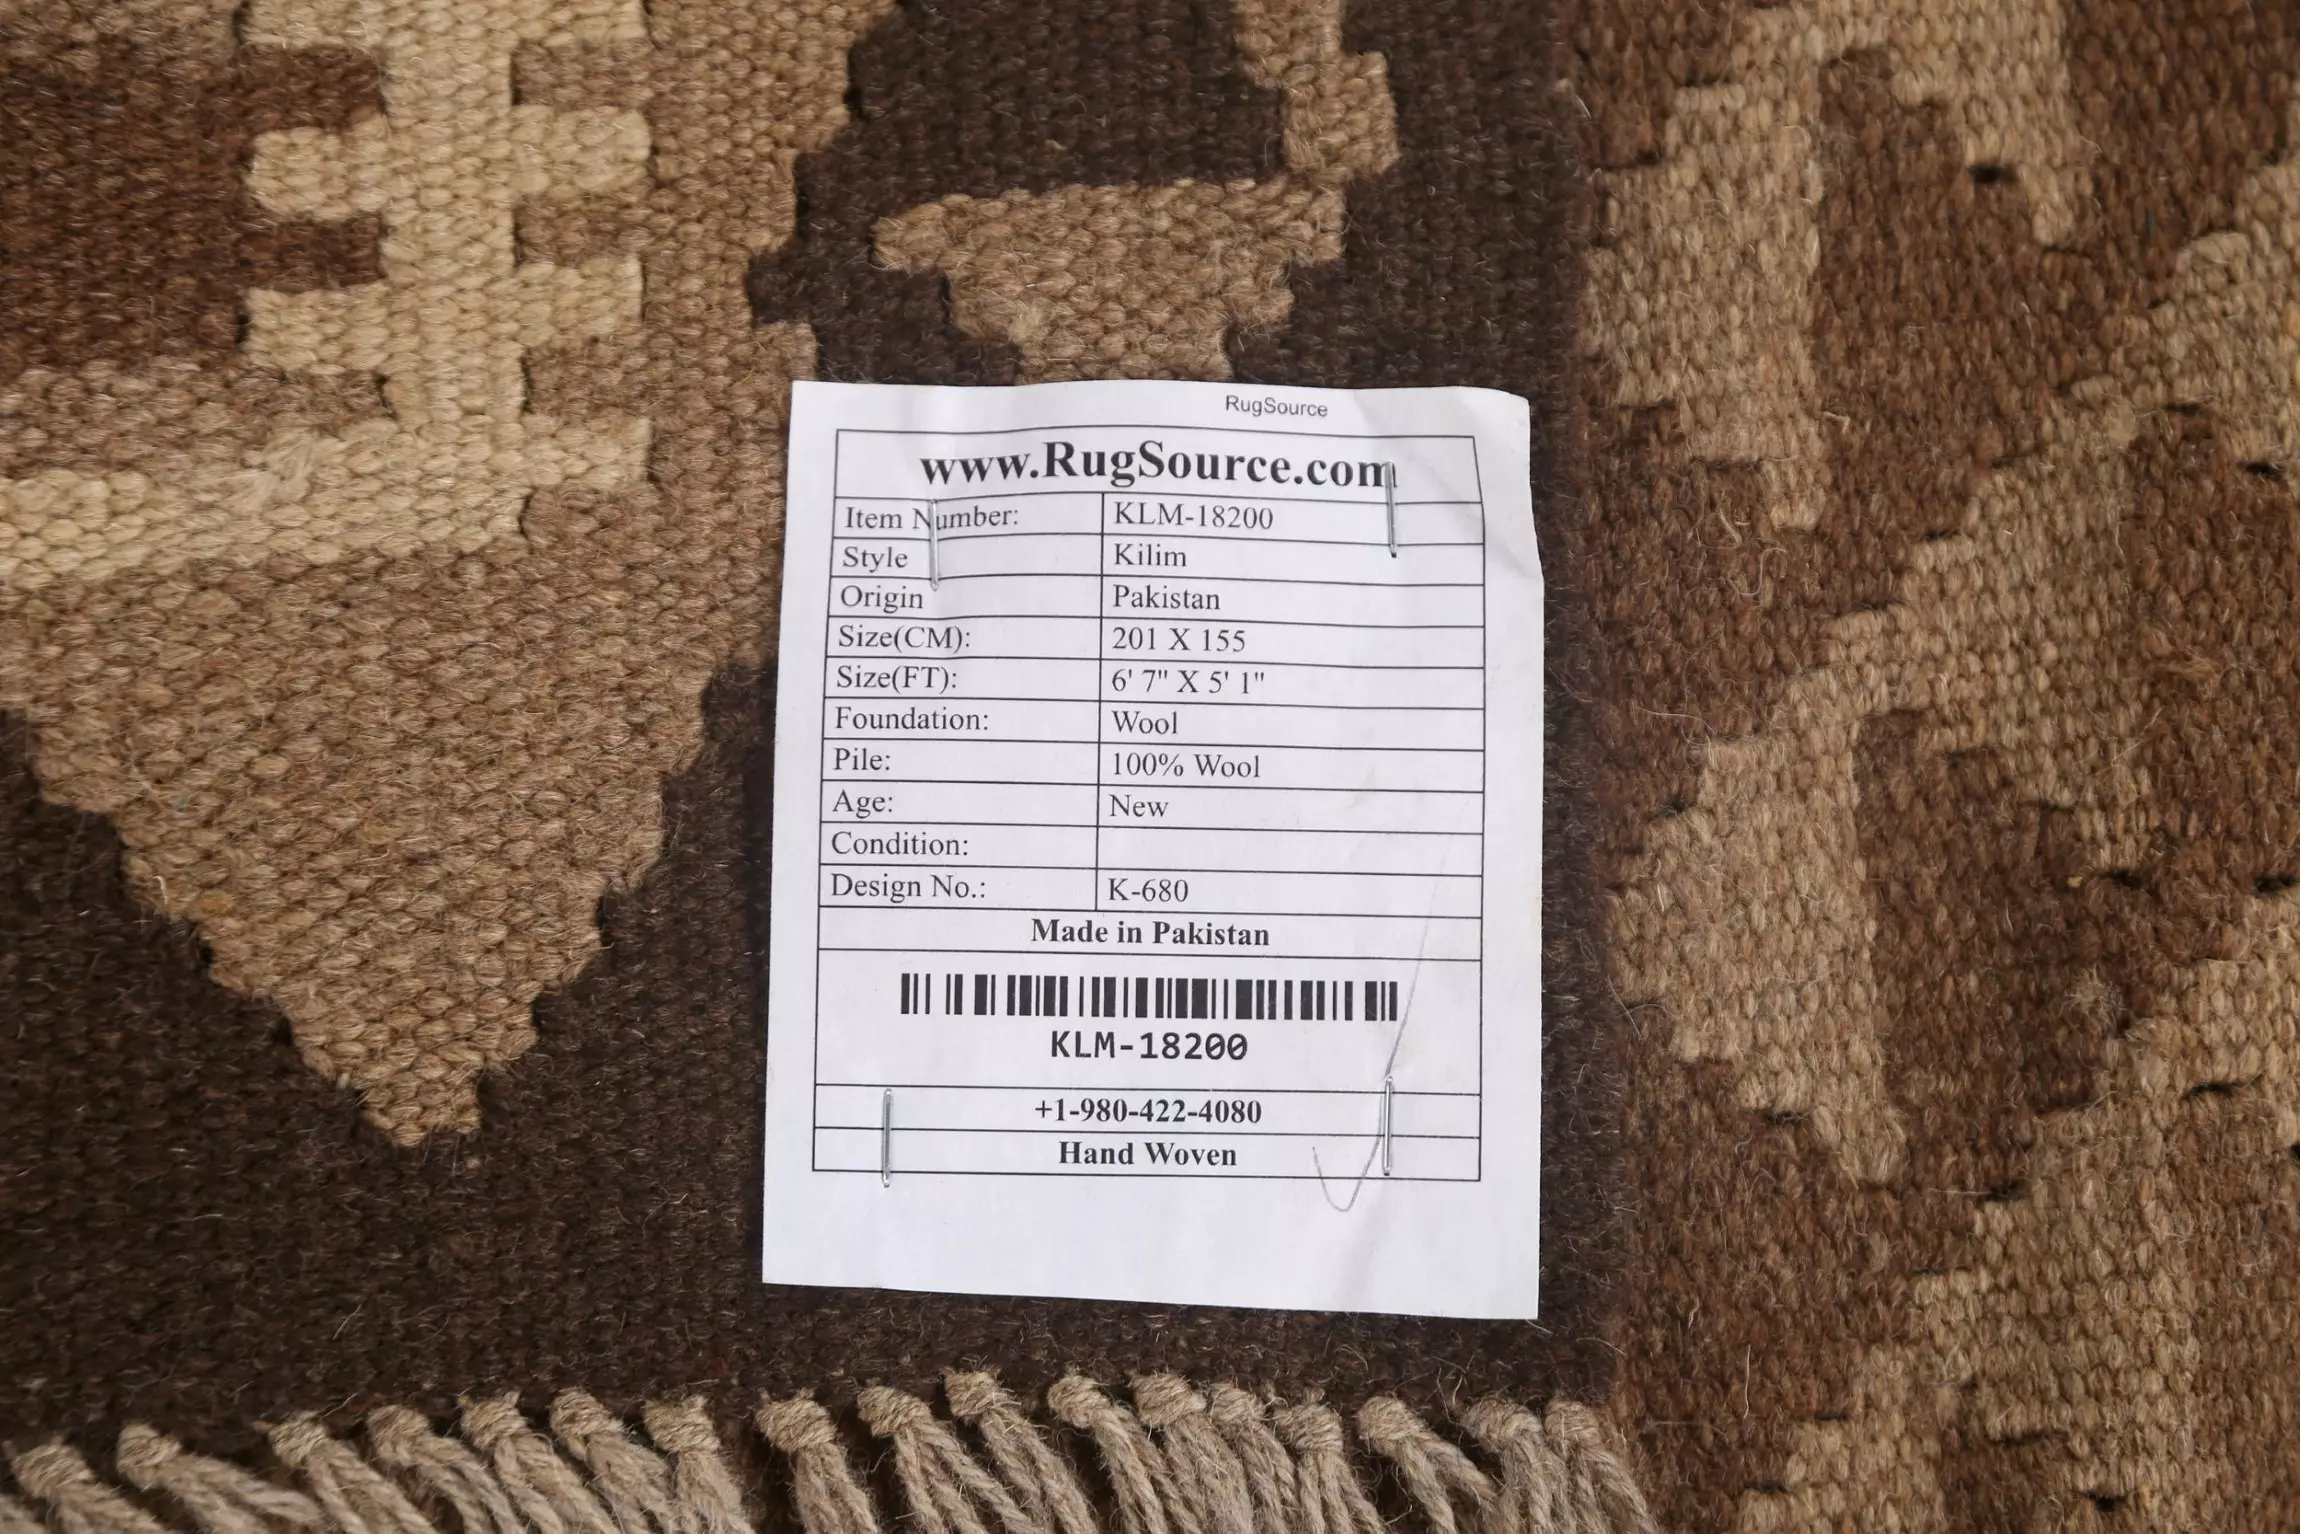 RugSource
www.RugSource.com
Item Number: KLM-18200
Style Kilim
Origin Pakistan
Size(CM): 201 X 155
Size(FT): 6' 7" X 5' 1"
Foundation: Wool
Pile: 100% Wool
Age: New
Condition:
Design No.: K-680
Made in Pakistan
KLM-18200
+1-980-422-4080
Hand Woven